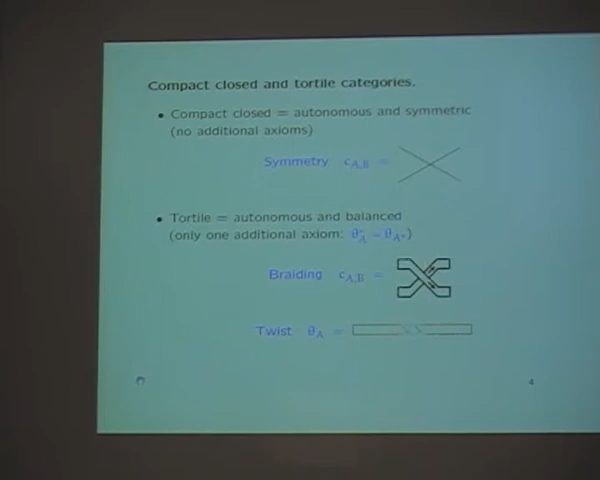 Compact closed and tortile categories.
• Compact closed = autonomous and symmetric
(no additional axioms)
Symmetry c_{A,B} =
• Tortile = autonomous and balanced
(only one additional axiom: θ*_A = θ_{A*})
Braiding c_{A,B} =
Twist θ_A =
4